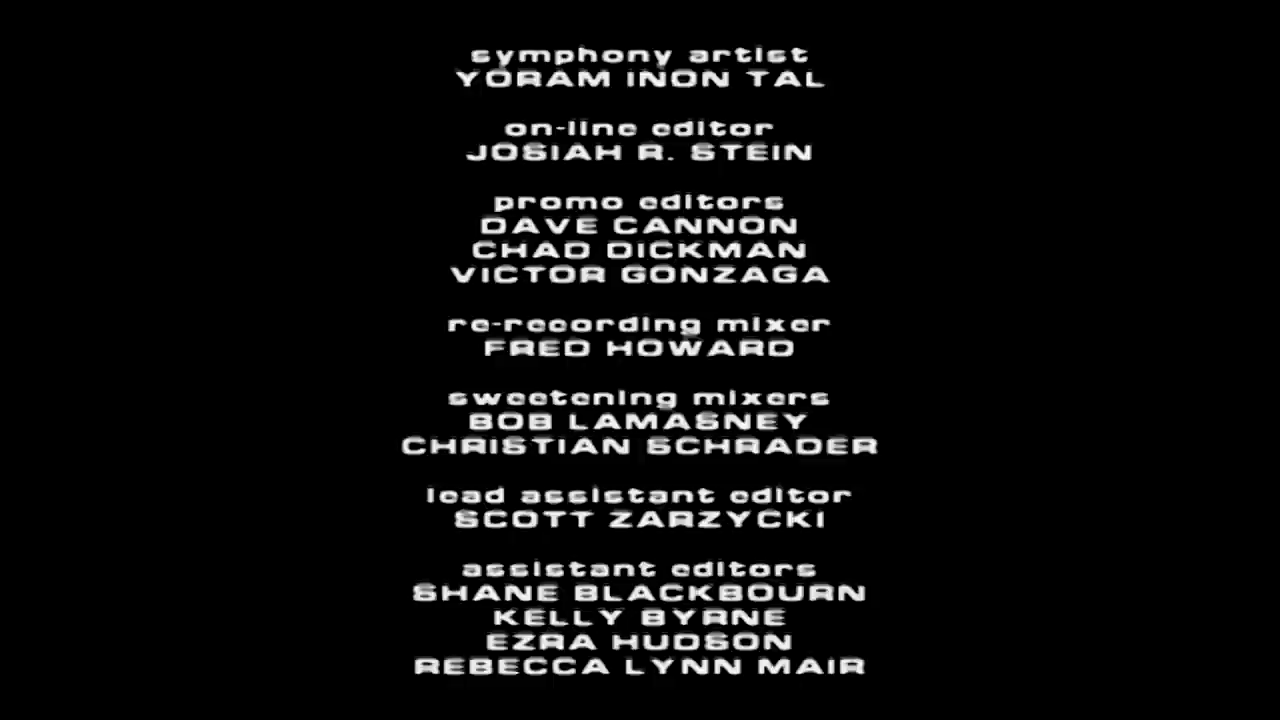 symphony artist
YORAM INON TAL
on-line editor
JOSIAH R. STEIN
promo editors
DAVE CANNON
CHAD DICKMAN
VICTOR GONZAGA
re-recording mixer
FRED HOWARD
sweetening mixers
BOB LAMASNEY
CHRISTIAN SCHRADER
lead assistant editor
SCOTT ZARZYCKI
assistant editors
SHANE BLACKBOURN
KELLY BYRNE
EZRA HUDSON
REBECCA LYNN MAIR